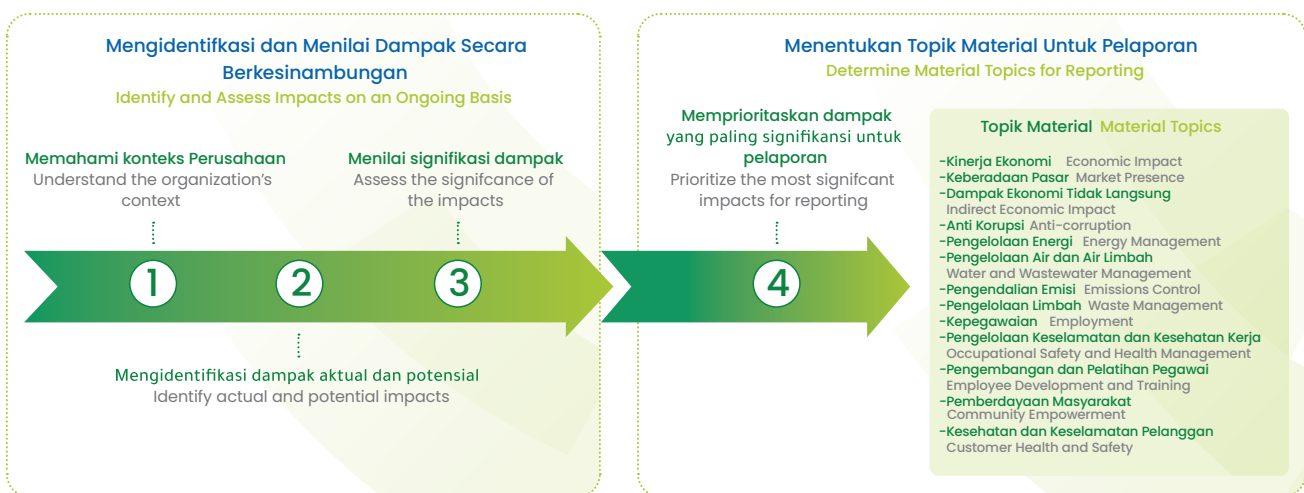 Mengidentifkasi dan Menilai Dampak Secara
Berkesinambungan
Identify and Assess Impacts on an Ongoing Basis
Memahami konteks Perusahaan
Understand the organization's
context
Menilai signifikasi dampak
Assess the signifcance of
the impacts
1
2
3
Mengidentifikasi dampak aktual dan potensial
Identify actual and potential impacts
Menentukan Topik Material Untuk Pelaporan
Determine Material Topics for Reporting
Memprioritaskan dampak
yang paling signifikansi untuk
pelaporan
Prioritize the most signifcant
impacts for reporting
4
Topik Material Material Topics
-Kinerja Ekonomi Economic Impact
-Keberadaan Pasar Market Presence
-Dampak Ekonomi Tidak Langsung
Indirect Economic Impact
-Anti Korupsi Anti-corruption
-Pengelolaan Energi Energy Management
-Pengelolaan Air dan Air Limbah
Water and Wastewater Management
-Pengendalian Emisi Emissions Control
-Pengelolaan Limbah Waste Management
-Kepegawaian Employment
-Pengelolaan Keselamatan dan Kesehatan Kerja
Occupational Safety and Health Management
-Pengembangan dan Pelatihan Pegawai
Employee Development and Training
-Pemberdayaan Masyarakat
Community Empowerment
-Kesehatan dan Keselamatan Pelanggan
Customer Health and Safety